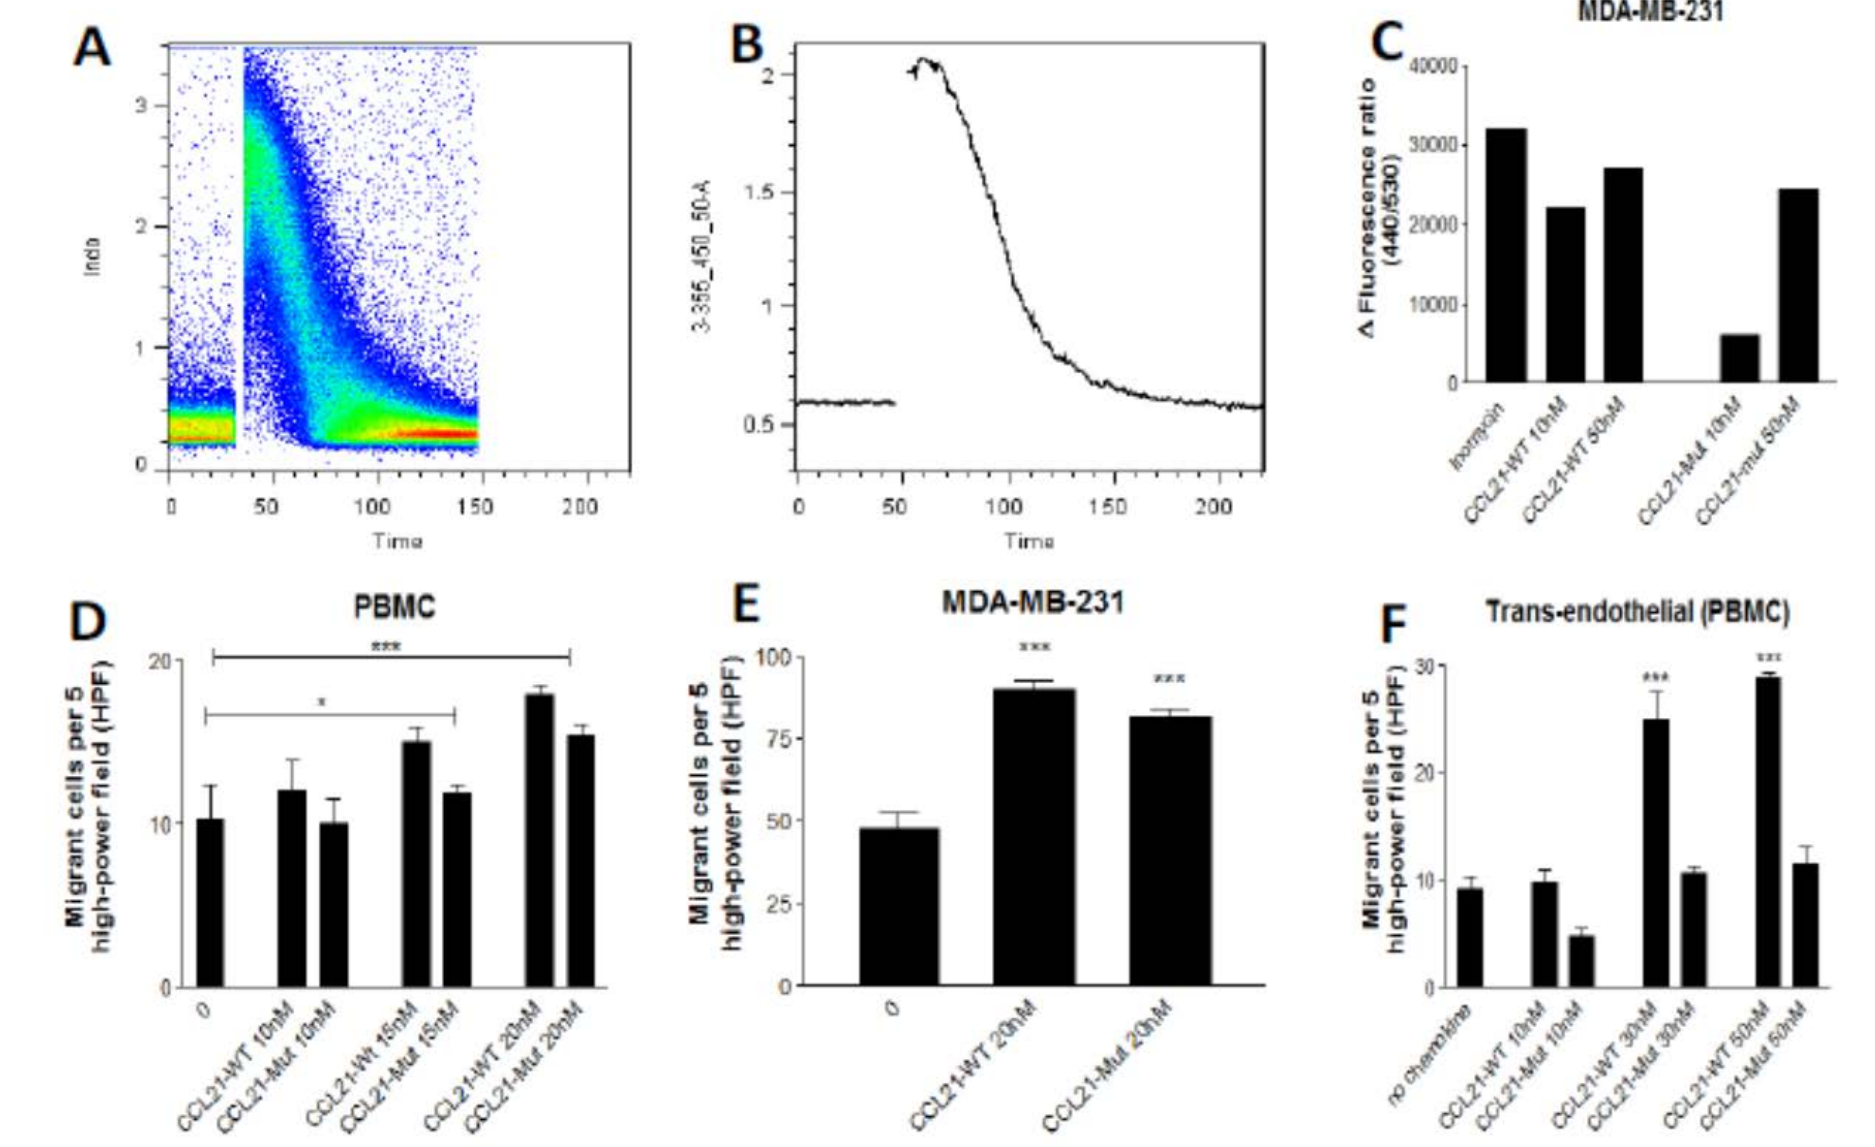 A
Indo
3
2
1
0
0 50 100 150 200
Time
B
3-355_450_50-A
2
1.5
1
0.5
0 50 100 150 200
Time
MDA-MB-231
C
Δ Fluorescence ratio
(440/530)
40000
30000
20000
10000
0
Inomycin
CCL21-WT 10nM
CCL21-WT 50nM
CCL21-Mut 10nM
CCL21-mut 50nM
D
PBMC
Migrant cells per 5
high-power field (HPF)
***
*
20
10
0
0
CCL21-WT 10nM
CCL21-Mut 10nM
CCL21-Wt 15nM
CCL21-Mut 15nM
CCL21-WT 20nM
CCL21-Mut 20nM
E
MDA-MB-231
Migrant cells per 5
high-power field (HPF)
*** ***
100
75
50
25
0
0
CCL21-WT 20nM
CCL21-Mut 20nM
F
Trans-endothelial (PBMC)
Migrant cells per 5
high-power field (HPF)
*** ***
30
20
10
0
no chemokine
CCL21-WT 10nM
CCL21-Mut 10nM
CCL21-WT 30nM
CCL21-Mut 30nM
CCL21-WT 50nM
CCL21-Mut 50nM